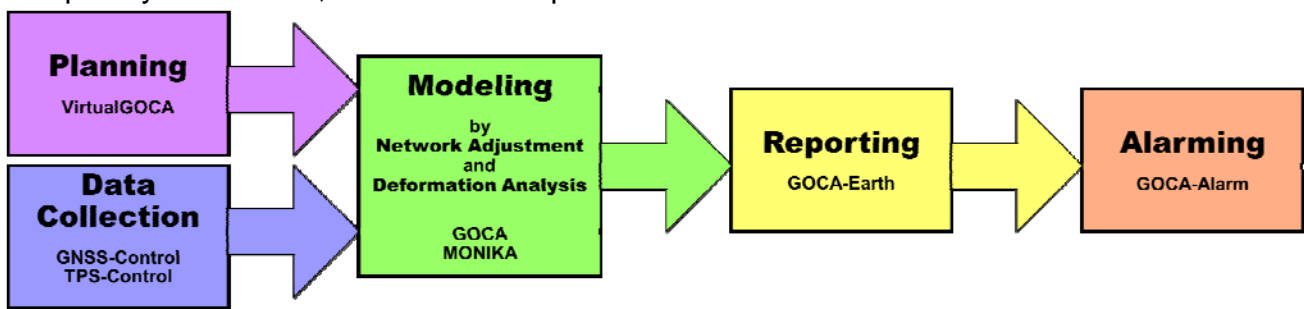 Planning
VirtualGOCA
Data
Collection
GNSS-Control
TPS-Control
Modeling
by
Network Adjustment
and
Deformation Analysis
GOCA
MONIKA
Reporting
GOCA-Earth
Alarming
GOCA-Alarm